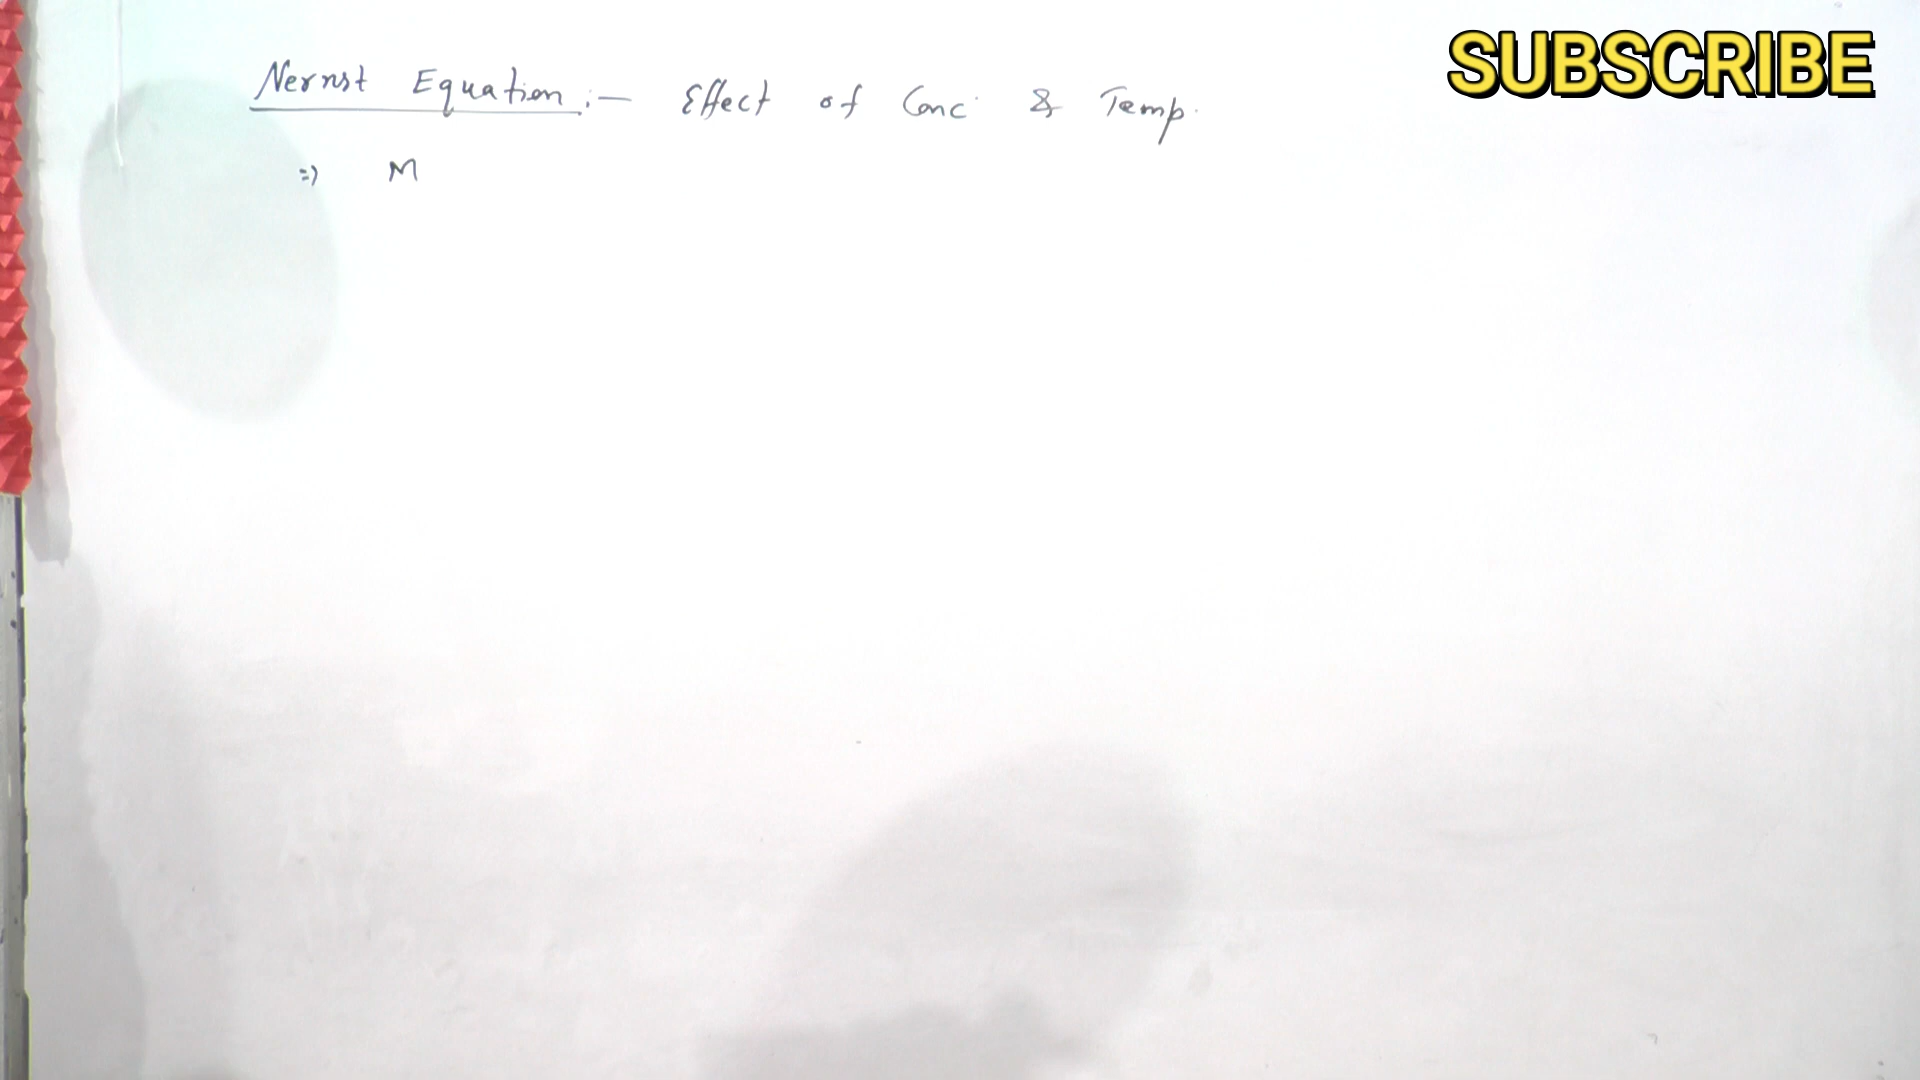 Nernst Equation :- Effect of Conc. & Temp.
=> M
SUBSCRIBE